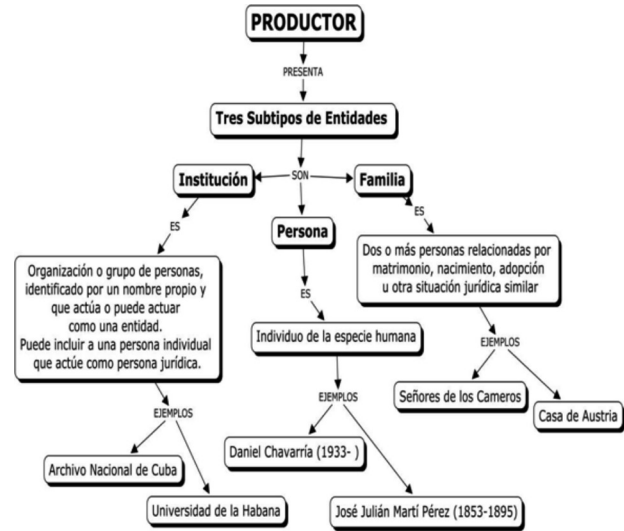 PRODUCTOR
PRESENTA
Tres Subtipos de Entidades
SON
Institución
Familia
Persona
ES
Organización o grupo de personas,
identificado por un nombre propio y
que actúa o puede actuar
como una entidad.
Puede incluir a una persona individual
que actúe como persona jurídica.
EJEMPLOS
Archivo Nacional de Cuba
Universidad de la Habana
ES
Individuo de la especie humana
EJEMPLOS
Daniel Chavarría (1933- )
José Julián Martí Pérez (1853-1895)
ES
Dos o más personas relacionadas por
matrimonio, nacimiento, adopción
u otra situación jurídica similar
EJEMPLOS
Señores de los Cameros
Casa de Austria